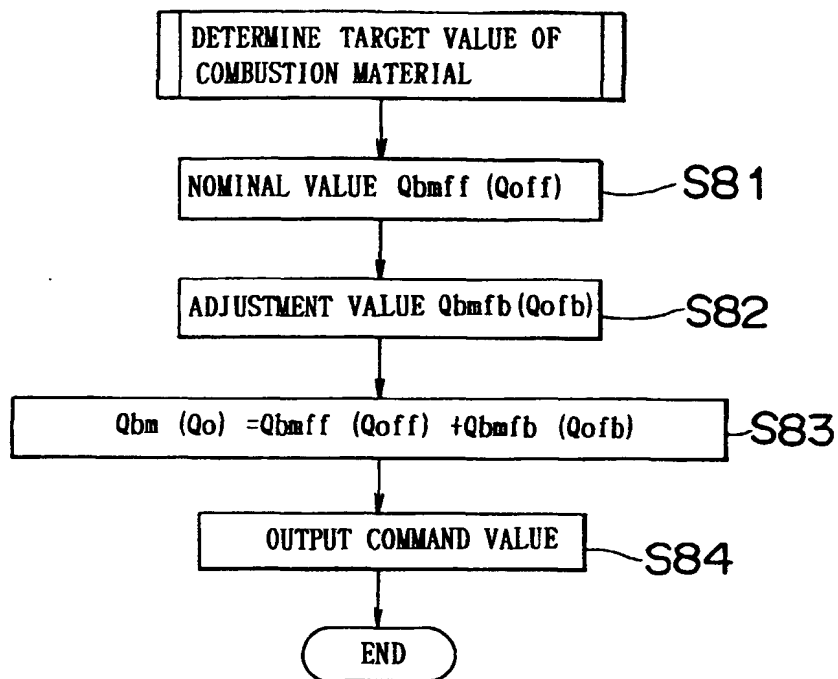 DETERMINE TARGET VALUE OF
COMBUSTION MATERIAL
NOMINAL VALUE Qbmff (Qoff)
S81
ADJUSTMENT VALUE Qbmfb (Qofb)
S82
Qbm (Qo) =Qbmff (Qoff) +Qbmfb (Qofb)
S83
OUTPUT COMMAND VALUE
S84
END